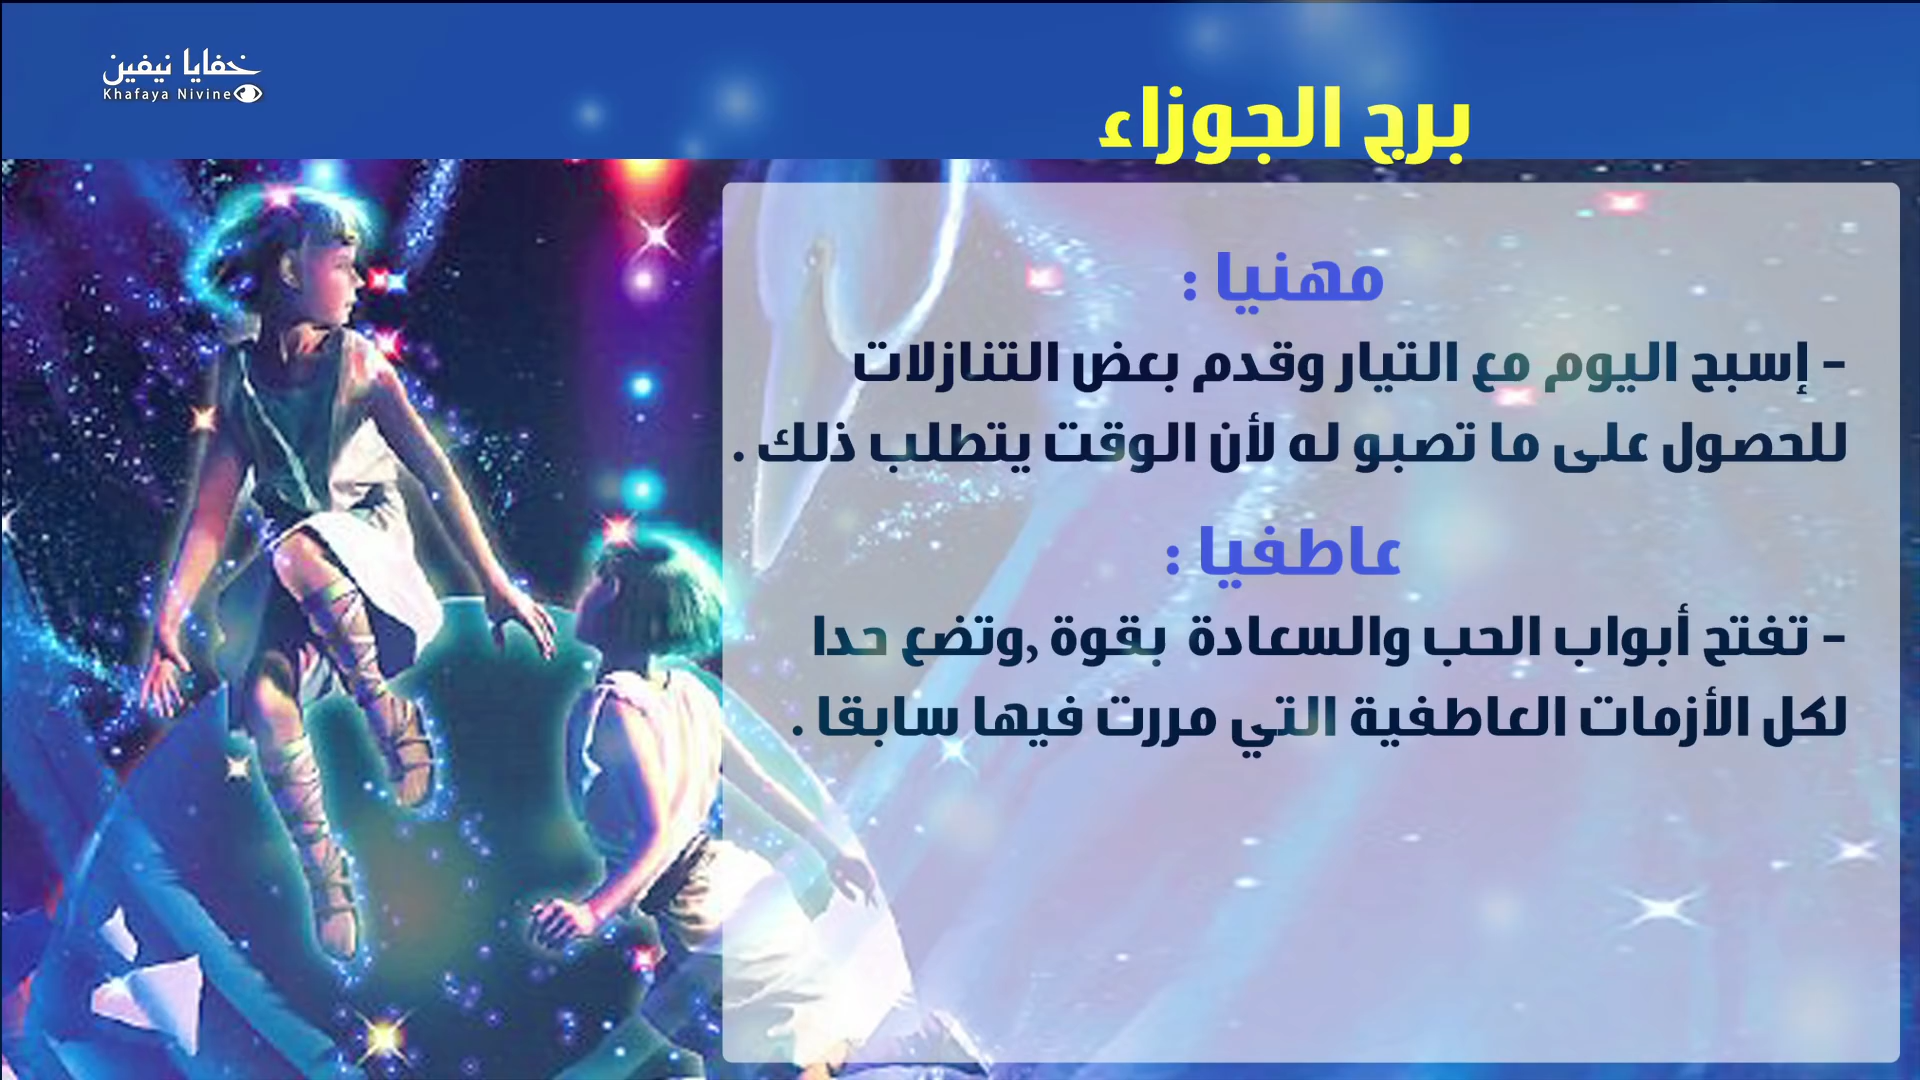 خفايا نيفين
Khafaya Nivine
برج الجوزاء
مهنيا :
- إسبح اليوم مع التيار وقدم بعض التنازلات
للحصول على ما تصبو له لأن الوقت يتطلب ذلك .
عاطفيا :
- تفتح أبواب الحب والسعادة بقوة ,وتضع حدا
لكل الأزمات العاطفية التي مررت فيها سابقا .